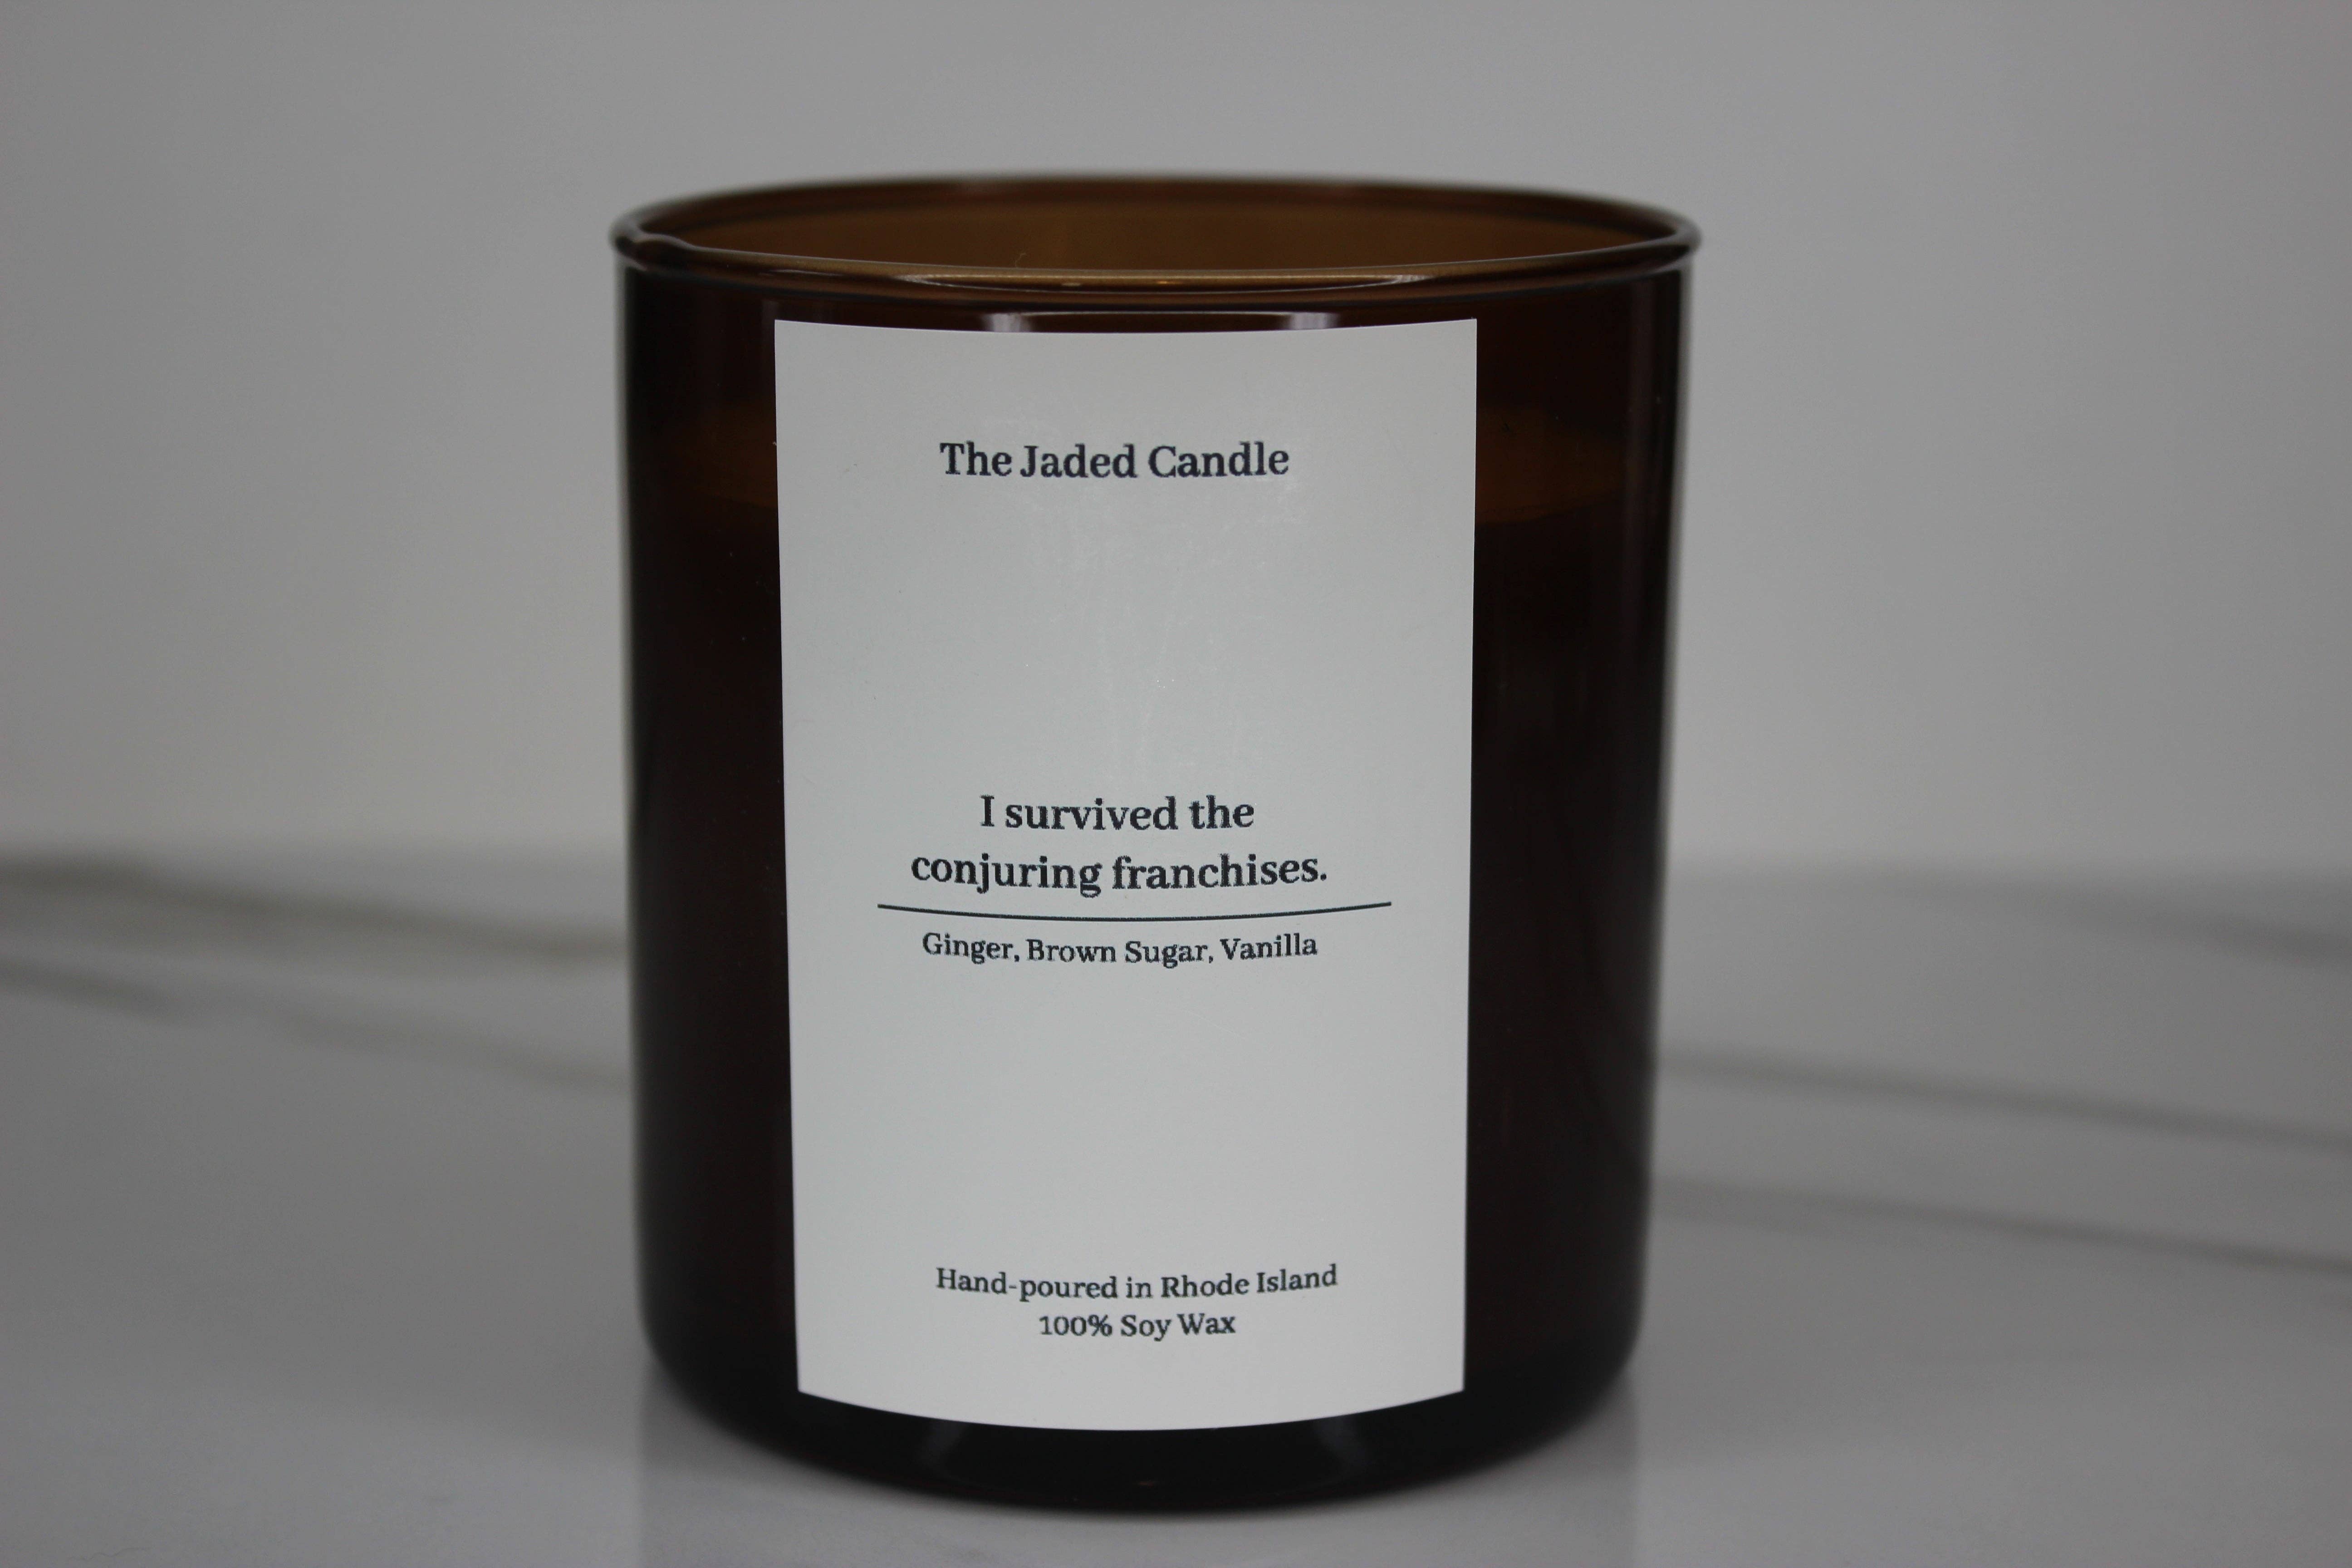 The Jaded Candle
I survived the
conjuring franchises.
Ginger, Brown Sugar, Vanilla
Hand-poured in Rhode Island
100% Soy Wax